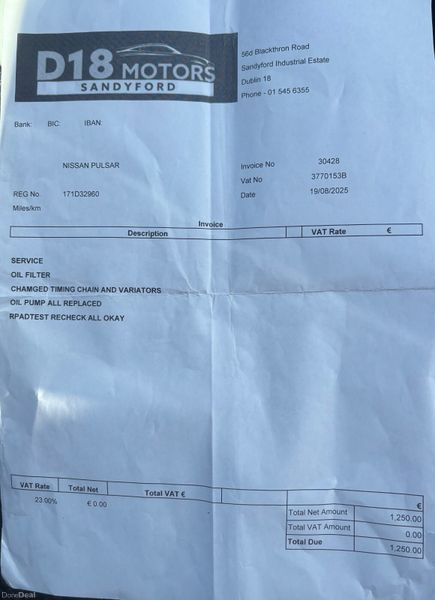 D18 MOTORS
SANDYFORD
56d Blackthron Road
Sandyford Industrial Estate
Dublin 18
Phone - 01 545 6355
Bank: BIC: IBAN:
NISSAN PULSAR
Invoice No 30428
Vat No 3770153B
REG No. 171D32960
Date 19/08/2025
Miles/km
Invoice
Description VAT Rate €
SERVICE
OIL FILTER
CHAMGED TIMING CHAIN AND VARIATORS
OIL PUMP ALL REPLACED
RPADTEST RECHECK ALL OKAY
VAT Rate Total Net Total VAT € €
23.00% € 0.00
Total Net Amount 1,250.00
Total VAT Amount 0.00
Total Due 1,250.00
DoneDeal